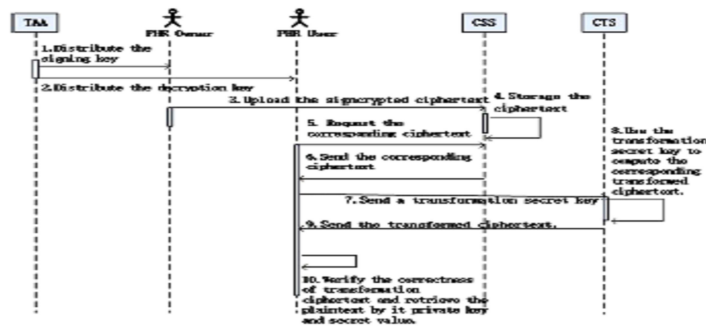 TAA
PHR Owner
PHR User
CSS
CTS
1.Distribute the
signing key
2.Distribute the decryption key
3.Upload the signcrypted ciphertext
4.Storage the
ciphertext
5. Request the
corresponding ciphertext
6.Send the corresponding
ciphertext
7.Send a transformation secret key
8.Use the
transformation
secret key to
compute the
corresponding
transformed
ciphertext.
9.Send the transformed ciphertext.
10.Verify the correctness
of transformation
ciphertext and retrieve the
plaintext by it private key
and secret value.